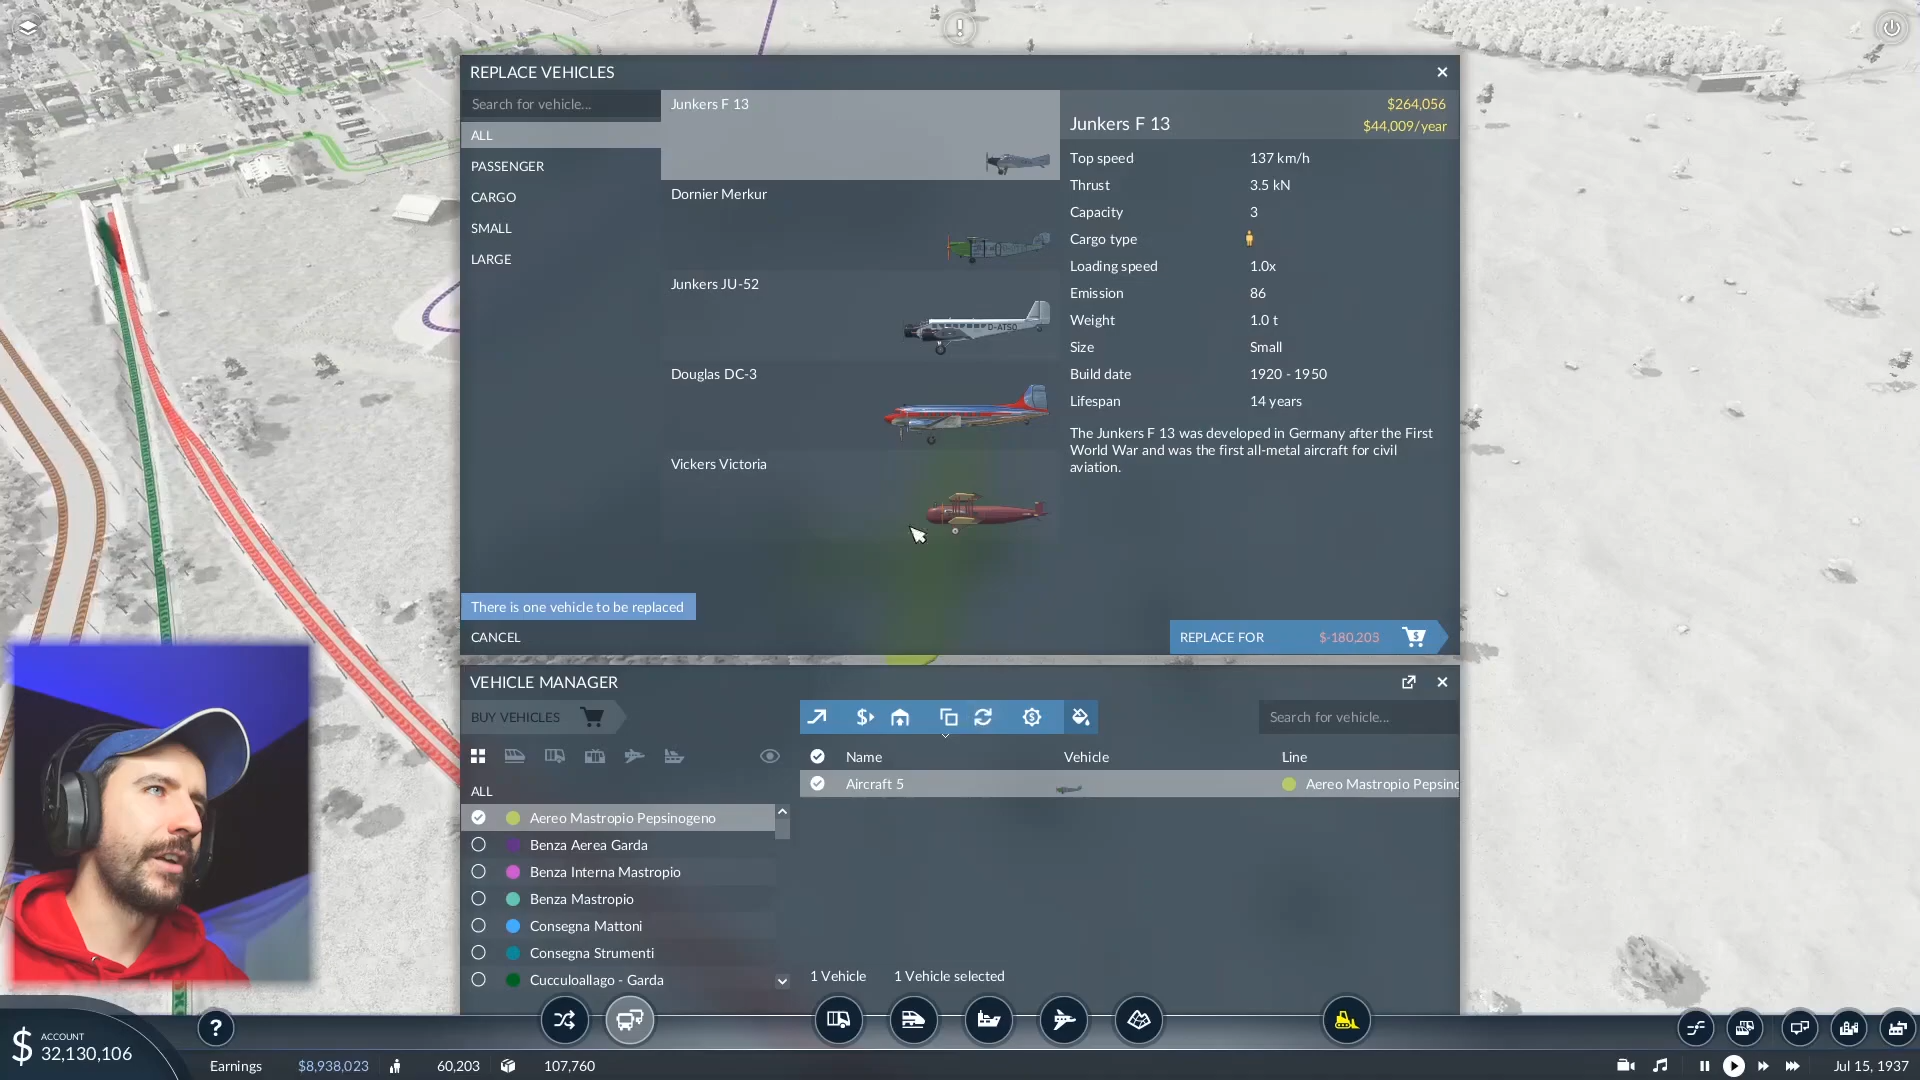 REPLACE VEHICLES
Search for vehicle...
ALL
PASSENGER
CARGO
SMALL
LARGE
Junkers F 13
Dornier Merkur
Junkers JU-52
D-ATSO
Douglas DC-3
Vickers Victoria
$264,056
Junkers F 13
$44,009/year
Top speed 137 km/h
Thrust 3.5 kN
Capacity 3
Cargo type
Loading speed 1.0x
Emission 86
Weight 1.0 t
Size Small
Build date 1920 - 1950
Lifespan 14 years
The Junkers F 13 was developed in Germany after the First
World War and was the first all-metal aircraft for civil
aviation.
There is one vehicle to be replaced
CANCEL
REPLACE FOR $-180,203
VEHICLE MANAGER
BUY VEHICLES
Search for vehicle...
Name Vehicle Line
Aircraft 5 Aereo Mastropio Pepsino
ALL
Aereo Mastropio Pepsinogeno
Benza Aerea Garda
Benza Interna Mastropio
Benza Mastropio
Consegna Mattoni
Consegna Strumenti
Cucculoallago - Garda
1 Vehicle 1 Vehicle selected
$ ACCOUNT
32,130,106
?
Earnings $8,938,023 60,203 107,760
Jul 15, 1937